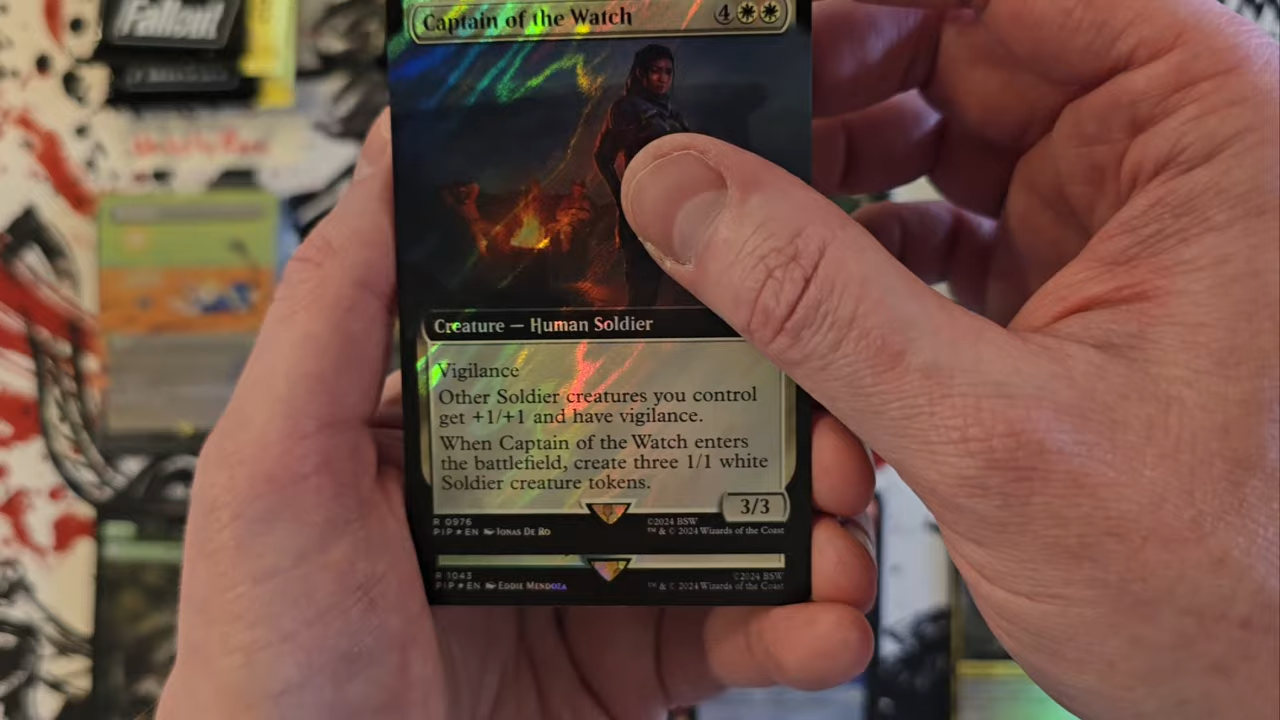 Fallout
Captain of the Watch 4
Creature — Human Soldier
Vigilance
Other Soldier creatures you control
get +1/+1 and have vigilance.
When Captain of the Watch enters
the battlefield, create three 1/1 white
Soldier creature tokens.
3/3
R 0976 ©2024 BSW
PIP ★ EN Jonas De Ro ™ & © 2024 Wizards of the Coast
R 1043 ©2024 BSW
PIP ★ EN Eddie Mendoza ™ & © 2024 Wizards of the Coast